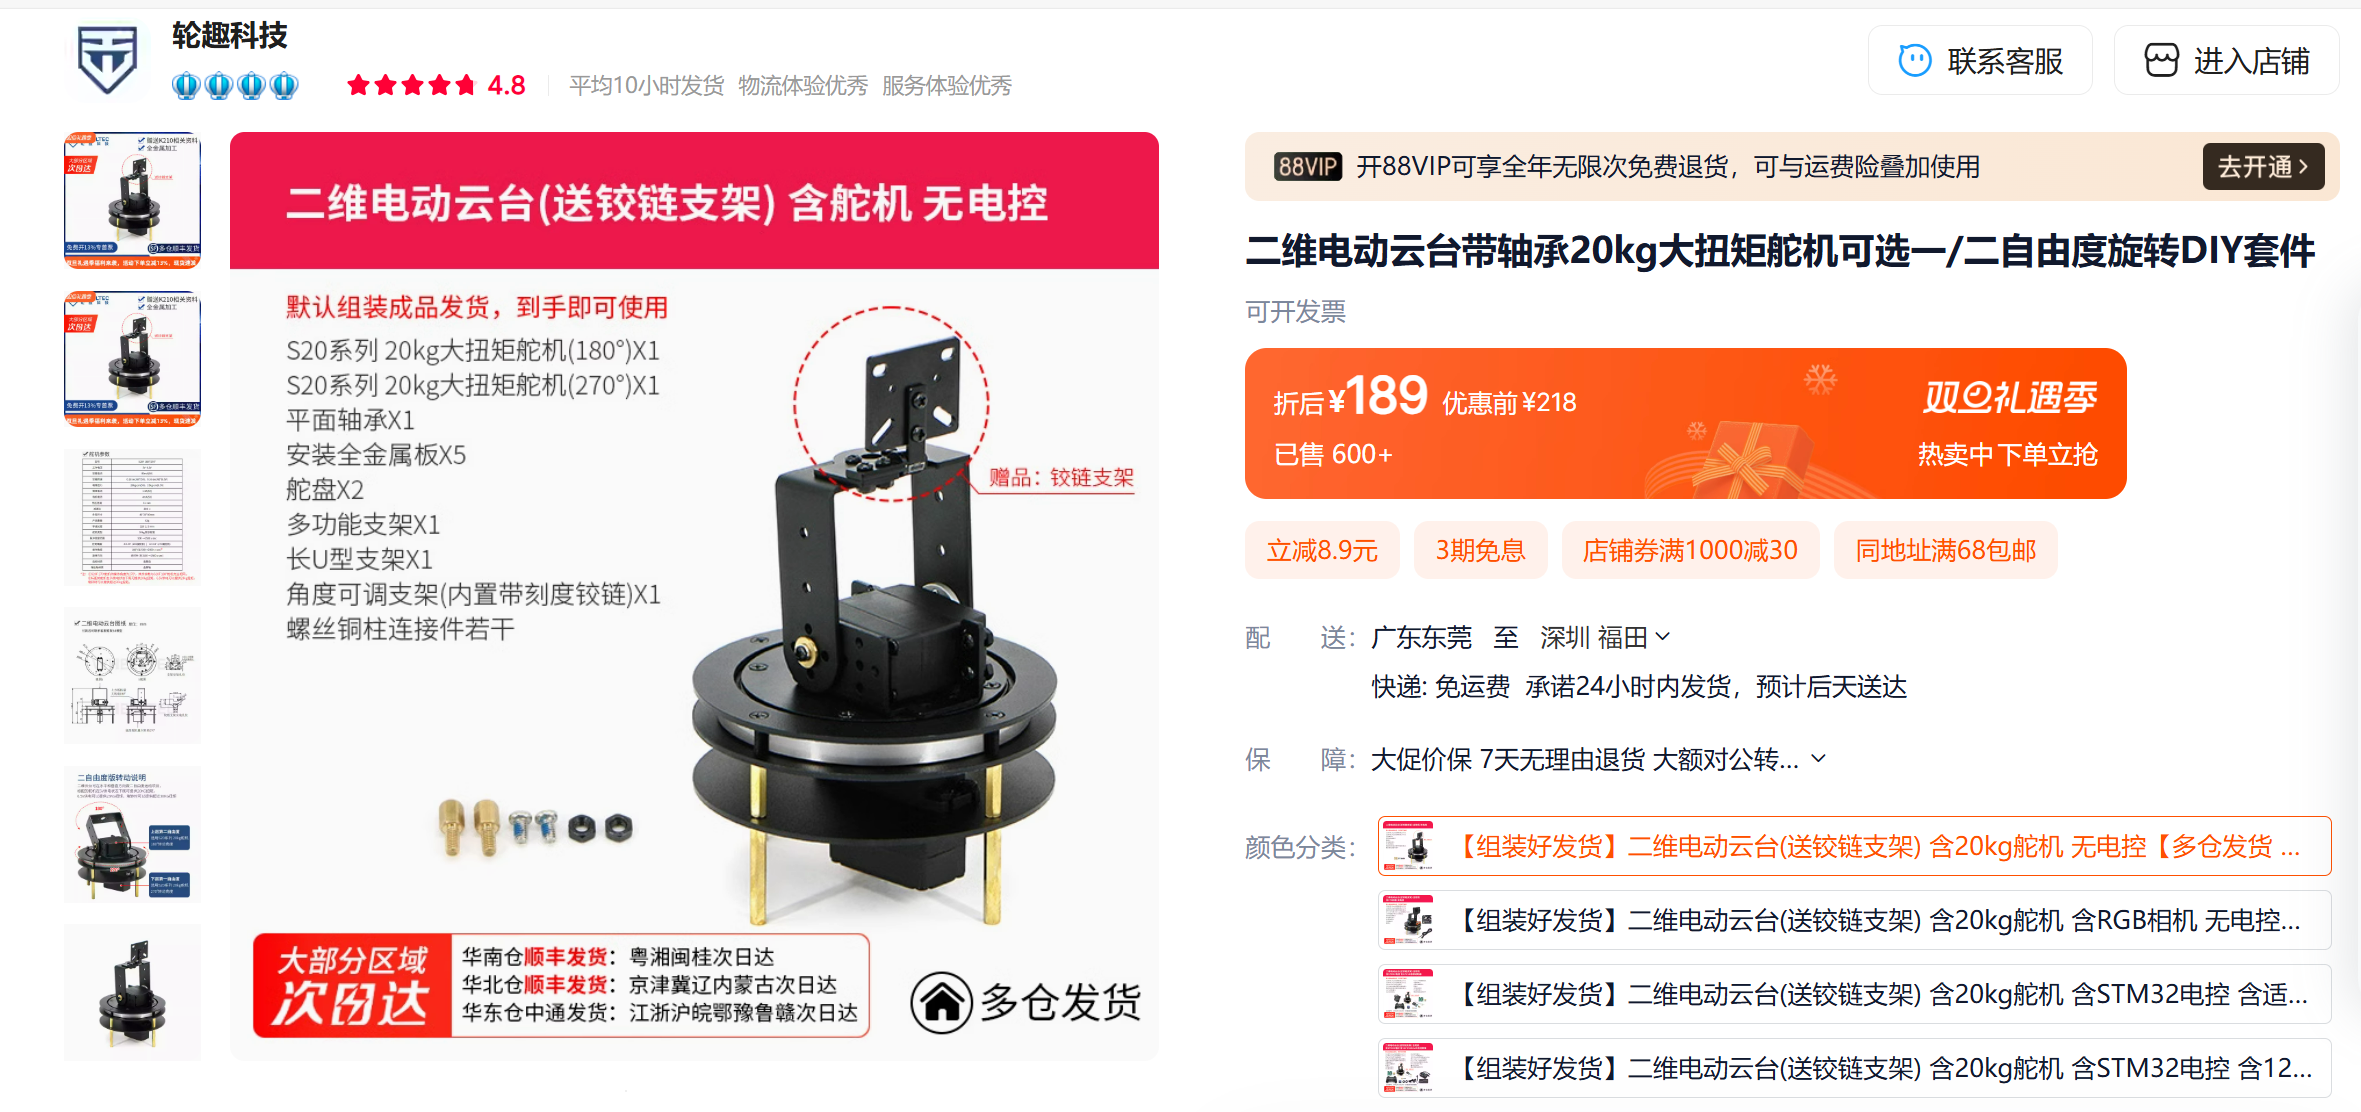 轮趣科技
4.8 平均10小时发货 物流体验优秀 服务体验优秀
联系客服
进入店铺
二维电动云台(送铰链支架) 含舵机 无电控
默认组装成品发货，到手即可使用
S20系列 20kg大扭矩舵机(180°)X1
S20系列 20kg大扭矩舵机(270°)X1
平面轴承X1
安装全金属板X5
舵盘X2
多功能支架X1
长U型支架X1
角度可调支架(内置带刻度铰链)X1
螺丝铜柱连接件若干
赠品：铰链支架
大部分区域
次日达
华南仓顺丰发货：粤湘闽桂次日达
华北仓顺丰发货：京津冀辽内蒙古次日达
华东仓中通发货：江浙沪皖鄂豫鲁赣次日达
多仓发货
88VIP 开88VIP可享全年无限次免费退货，可与运费险叠加使用
去开通
二维电动云台带轴承20kg大扭矩舵机可选一/二自由度旋转DIY套件
可开发票
折后 ¥189 优惠前 ¥218
已售 600+
双旦礼遇季
热卖中 下单立抢
立减8.9元
3期免息
店铺券满1000减30
同地址满68包邮
配送： 广东东莞 至 深圳 福田
快递: 免运费 承诺24小时内发货，预计后天送达
保障： 大促价保 7天无理由退货 大额对公转...
颜色分类：
【组装好发货】二维电动云台(送铰链支架) 含20kg舵机 无电控【多仓发货 ...
【组装好发货】二维电动云台(送铰链支架) 含20kg舵机 含RGB相机 无电控...
【组装好发货】二维电动云台(送铰链支架) 含20kg舵机 含STM32电控 含适...
【组装好发货】二维电动云台(送铰链支架) 含20kg舵机 含STM32电控 含12...